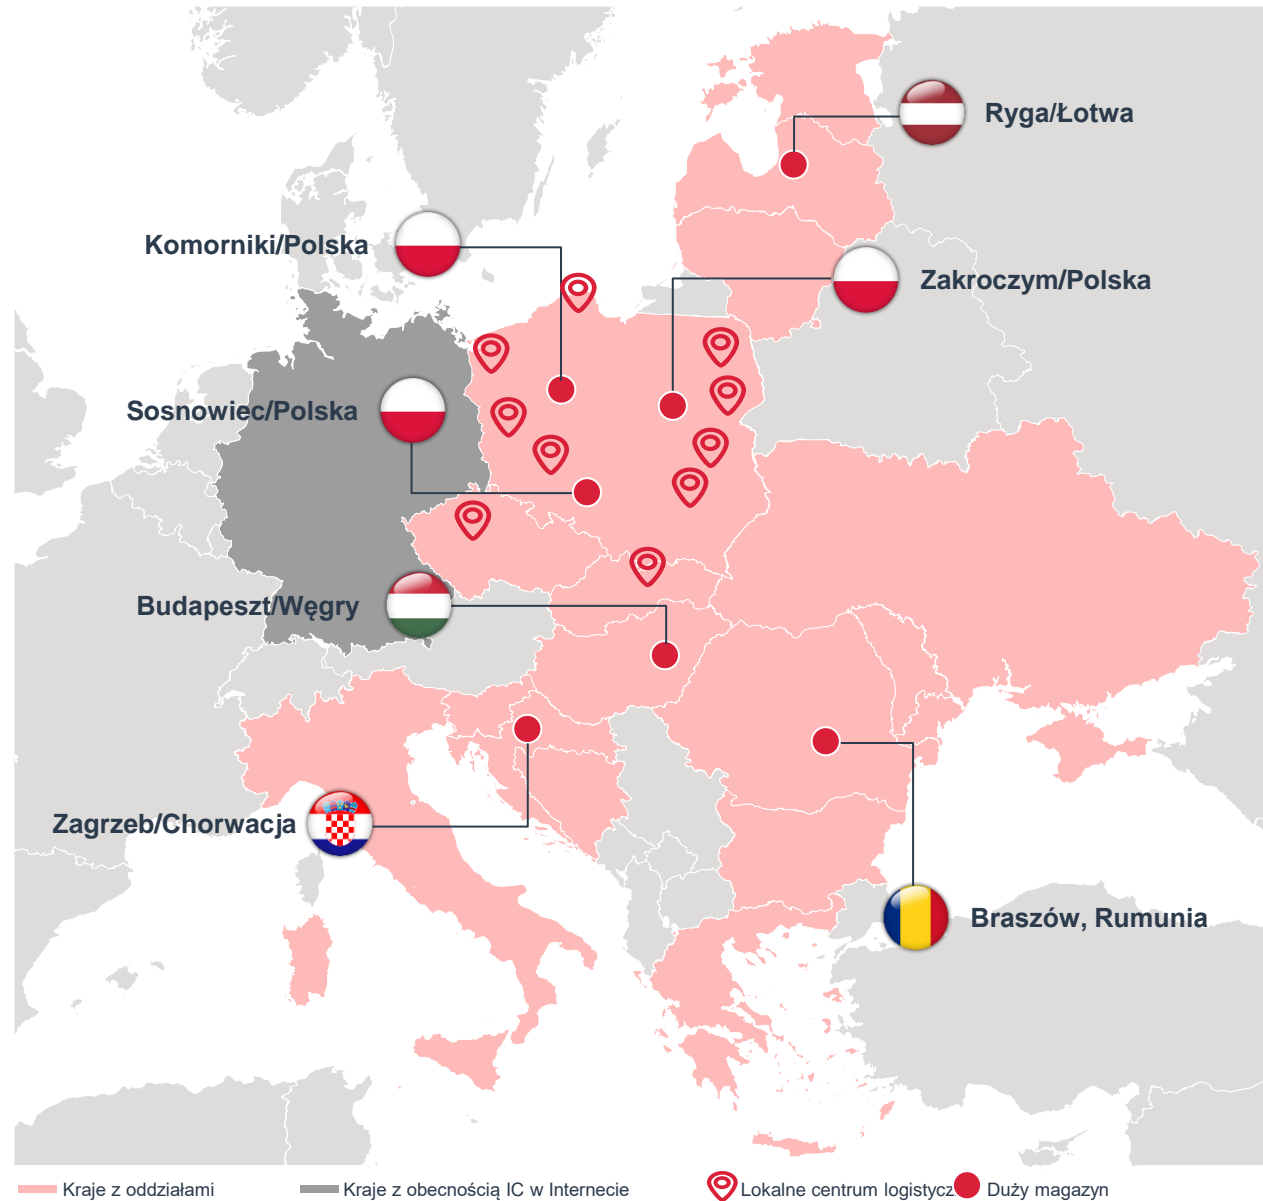 Ryga/Łotwa
Komorniki/Polska
Zakroczym/Polska
Sosnowiec/Polska
Budapeszt/Węgry
Zagrzeb/Chorwacja
Braszów, Rumunia
Kraje z oddziałami
Kraje z obecnością IC w Internecie
Lokalne centrum logistycz
Duży magazyn